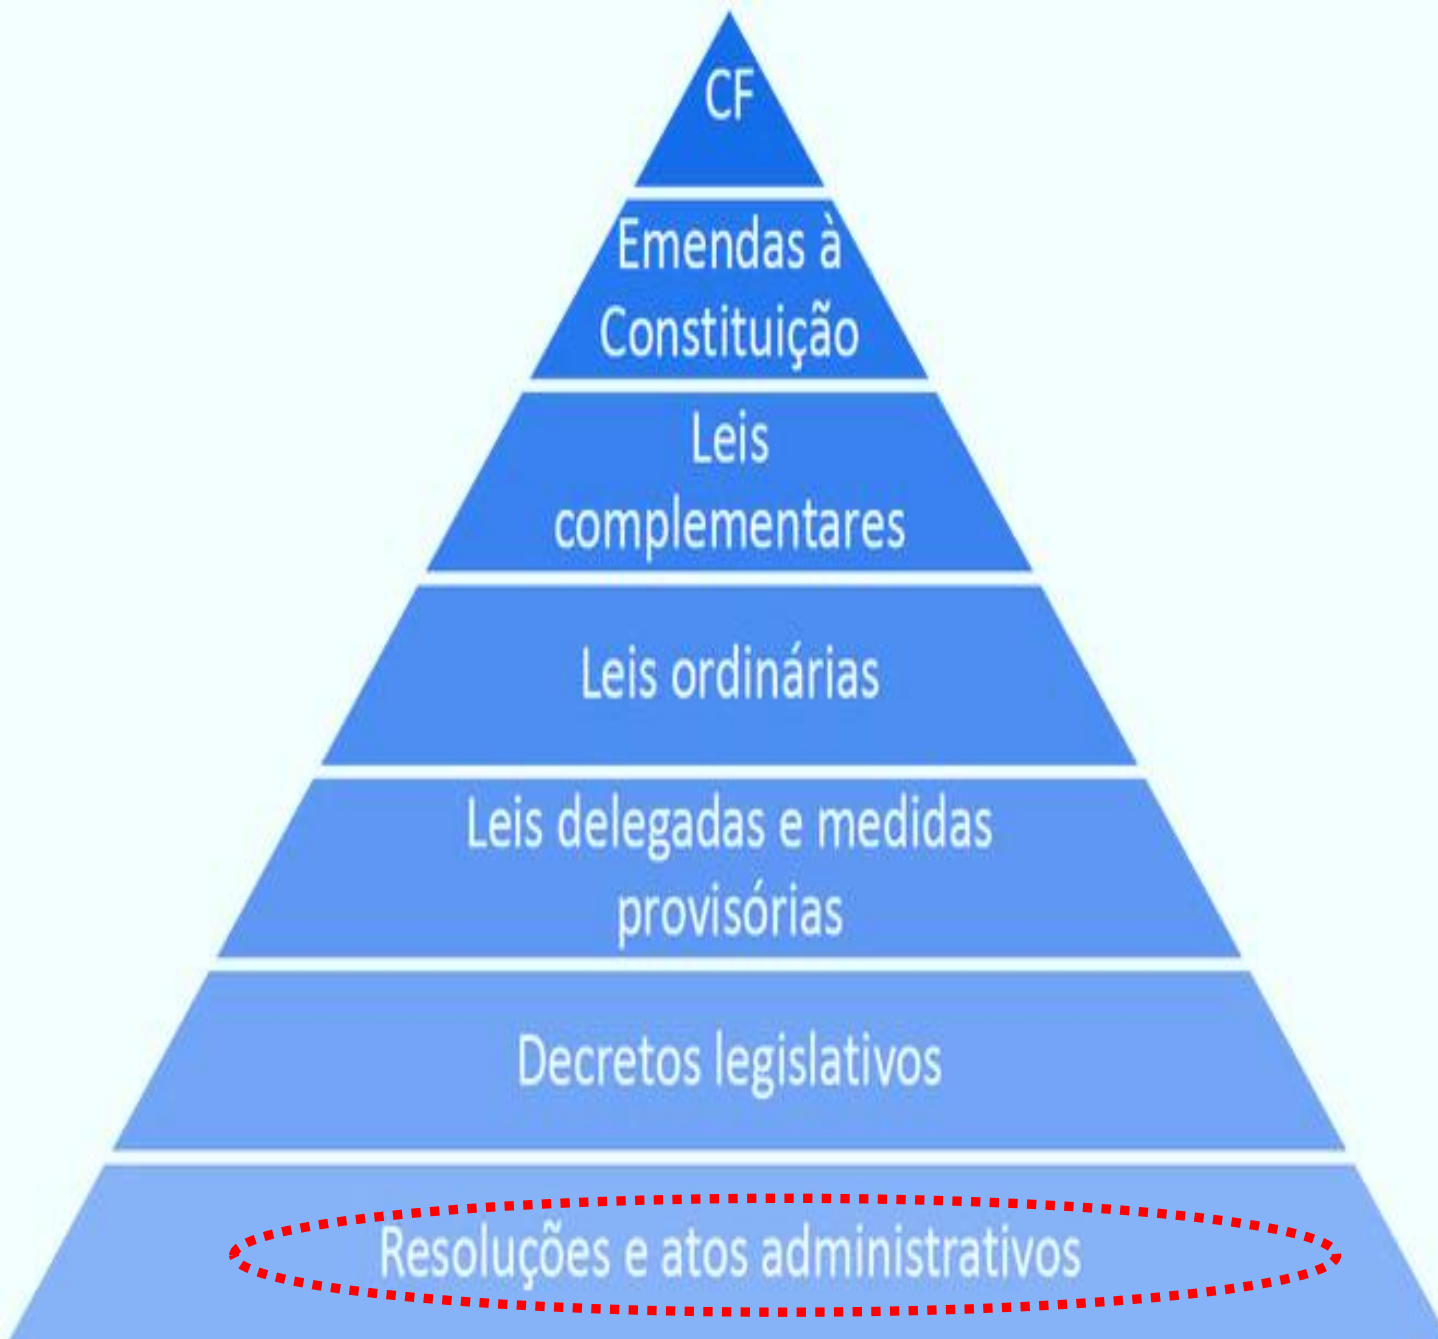 CF
Emendas à
Constituição
Leis
complementares
Leis ordinárias
Leis delegadas e medidas
provisórias
Decretos legislativos
Resoluções e atos administrativos